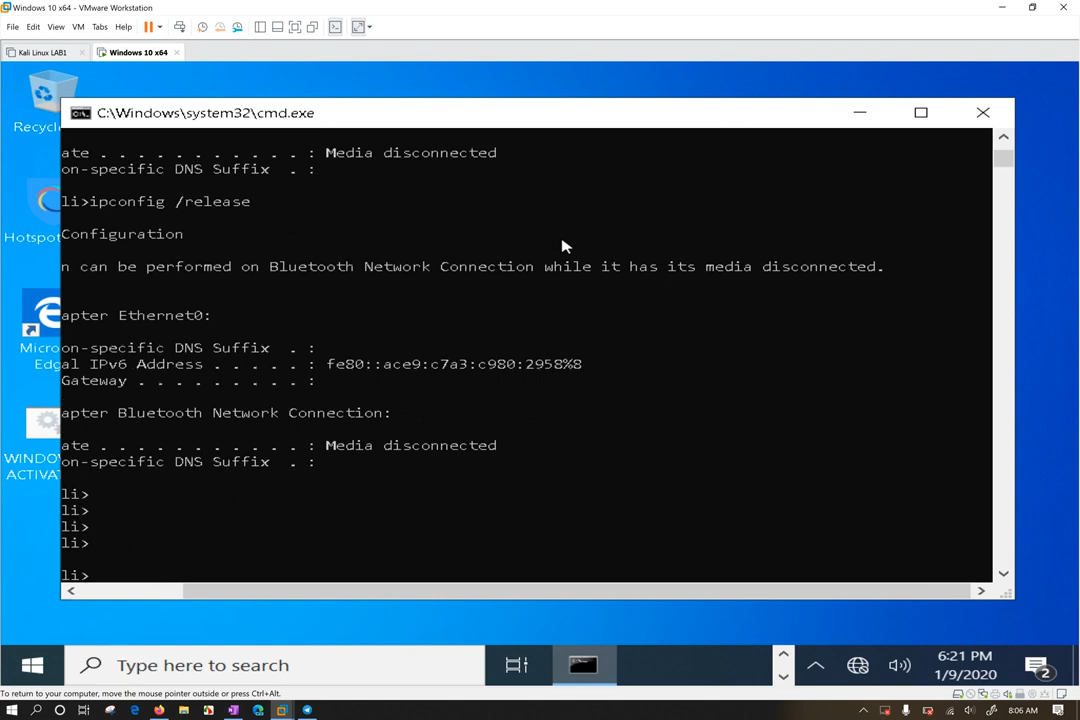 Windows 10 x64 - VMware Workstation
File Edit View VM Tabs Help
Kali Linux LAB1
Windows 10 x64
Recycl
C:\Windows\system32\cmd.exe
ate . . . . . . . . . . . : Media disconnected
on-specific DNS Suffix . :
li>ipconfig /release
Configuration
n can be performed on Bluetooth Network Connection while it has its media disconnected.
Hotspot
apter Ethernet0:
on-specific DNS Suffix . :
Micro
Edg
al IPv6 Address . . . . . : fe80::ace9:c7a3:c980:2958%8
Gateway . . . . . . . . . :
apter Bluetooth Network Connection:
ate . . . . . . . . . . . : Media disconnected
on-specific DNS Suffix . :
WINDO
ACTIVAT
li>
li>
li>
li>
li>
Type here to search
6:21 PM
1/9/2020
2
To return to your computer, move the mouse pointer outside or press Ctrl+Alt.
8:06 AM